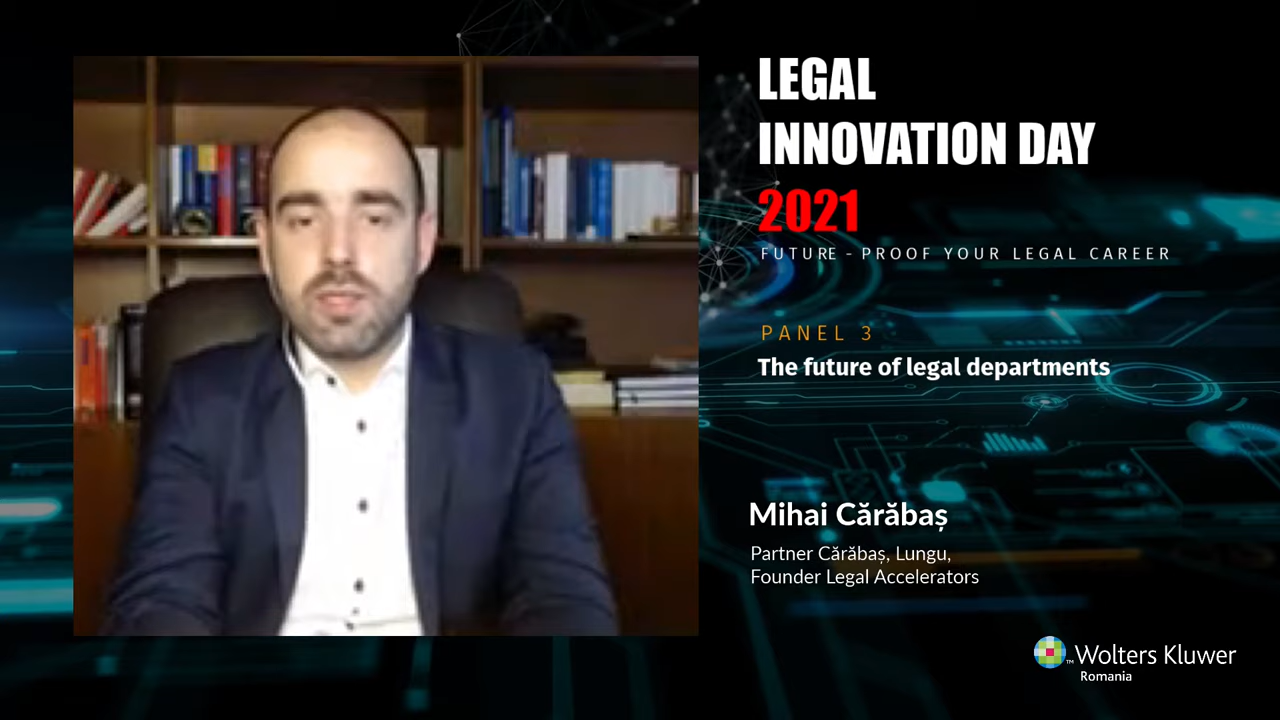 LEGAL
INNOVATION DAY
2021
FUTURE - PROOF YOUR LEGAL CAREER
PANEL 3
The future of legal departments
Mihai Cărăbaș
Partner Cărăbaș, Lungu,
Founder Legal Accelerators
TM Wolters Kluwer
Romania